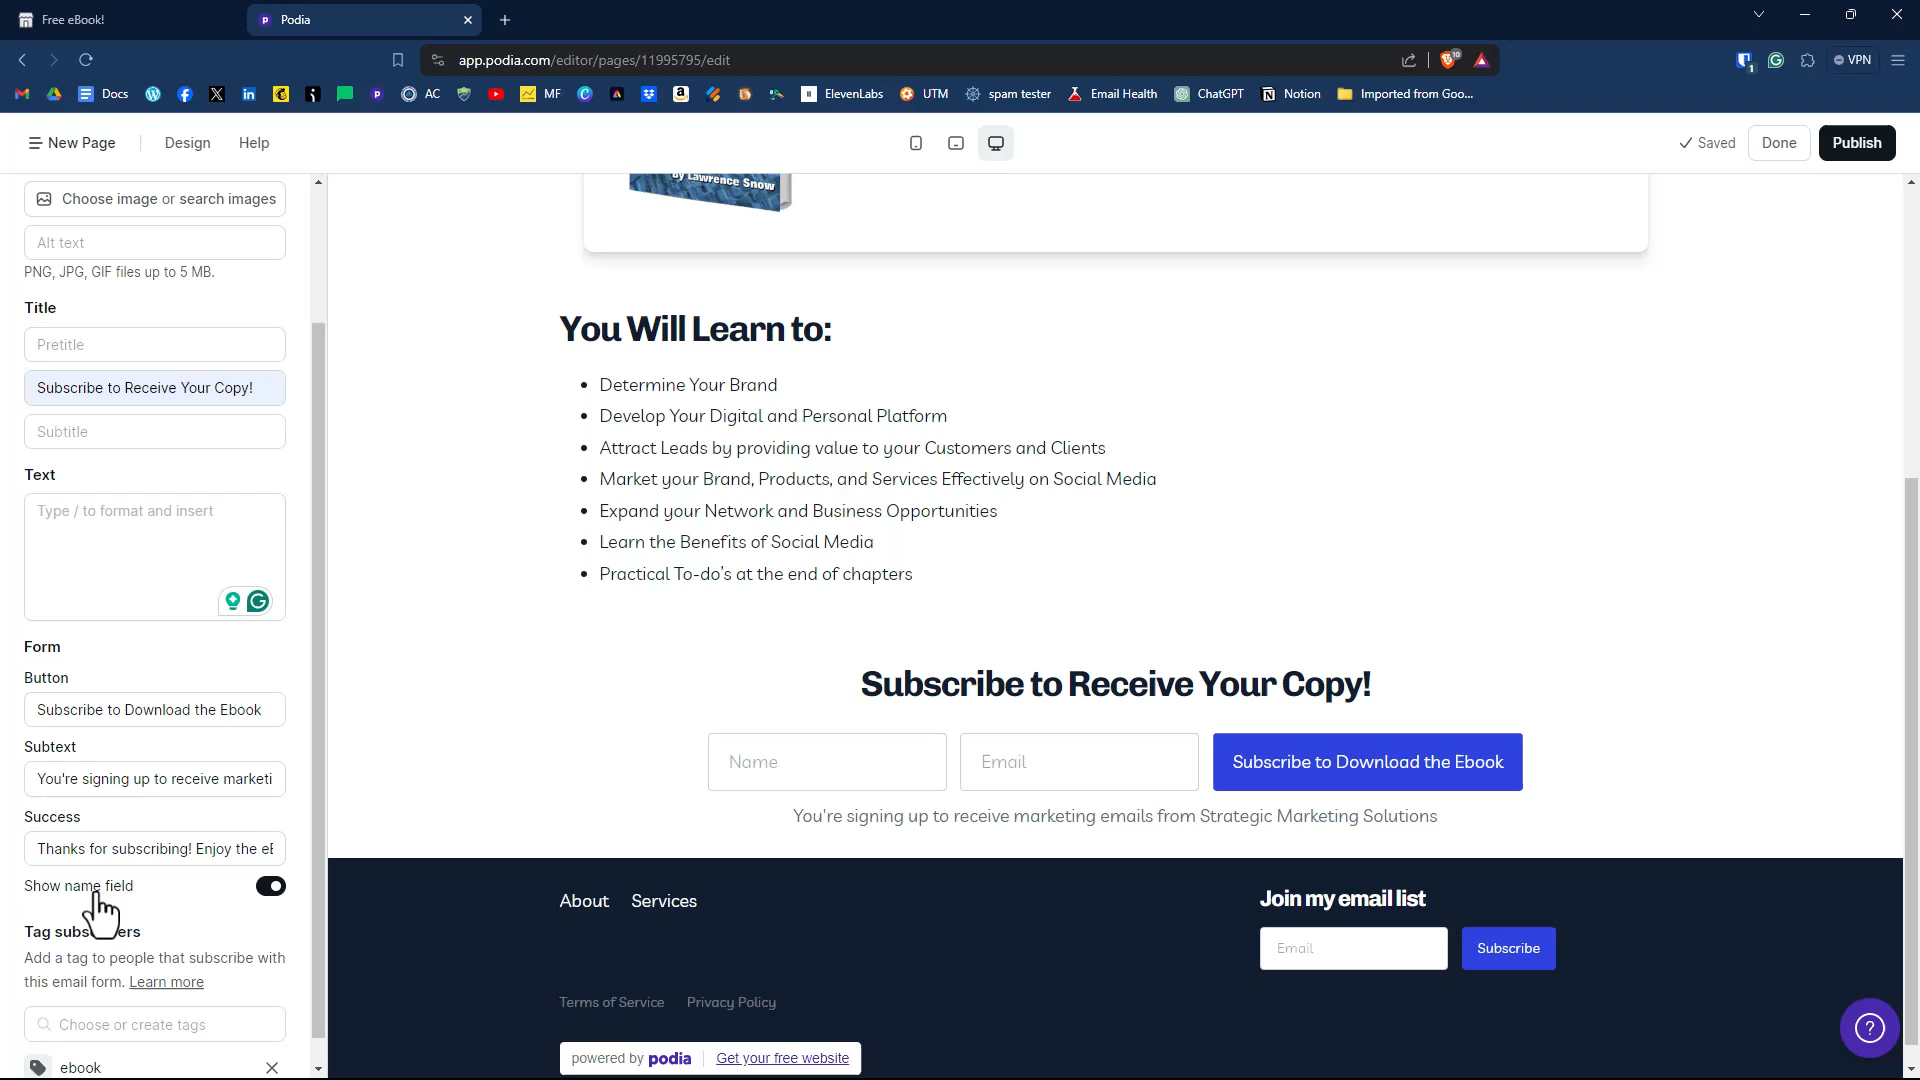 Free eBook!
Podia
app.podia.com/editor/pages/11995795/edit
10
1
VPN
Docs
AC
MF
ElevenLabs
UTM
spam tester
Email Health
ChatGPT
Notion
Imported from Goo...
New Page
Design
Help
Saved
Done
Publish
Choose image or search images
Alt text
PNG, JPG, GIF files up to 5 MB.
Title
Pretitle
Subscribe to Receive Your Copy!
Subtitle
Text
Type / to format and insert
Form
Button
Subscribe to Download the Ebook
Subtext
You're signing up to receive marketi
Success
Thanks for subscribing! Enjoy the eB
Show name field
Tag subs ers
Add a tag to people that subscribe with
this email form. Learn more
Choose or create tags
ebook
By Lawrence Snow
You Will Learn to:
• Determine Your Brand
• Develop Your Digital and Personal Platform
• Attract Leads by providing value to your Customers and Clients
• Market your Brand, Products, and Services Effectively on Social Media
• Expand your Network and Business Opportunities
• Learn the Benefits of Social Media
• Practical To-do's at the end of chapters
Subscribe to Receive Your Copy!
Name
Email
Subscribe to Download the Ebook
You're signing up to receive marketing emails from Strategic Marketing Solutions
About
Services
Join my email list
Email
Subscribe
Terms of Service
Privacy Policy
powered by podia
Get your free website